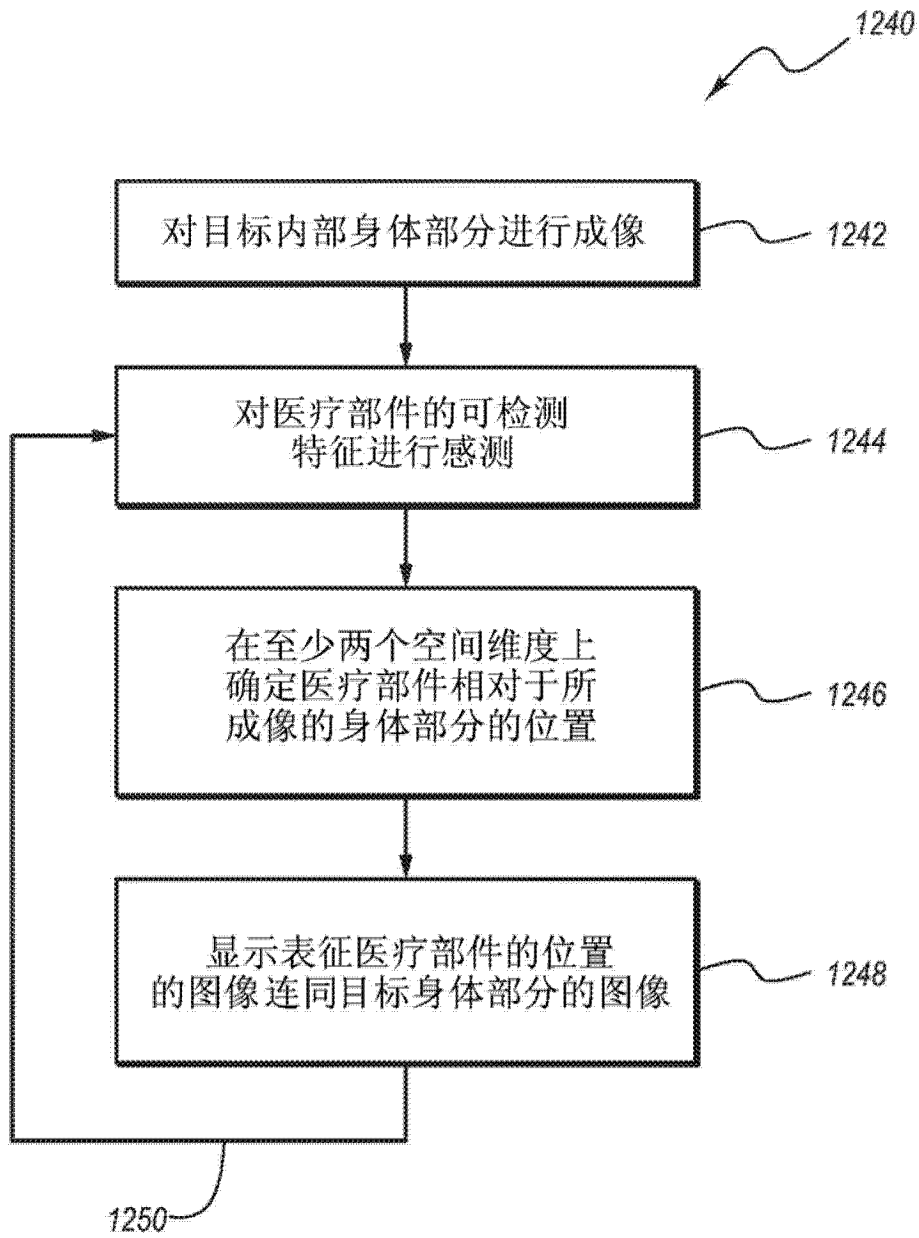 1240
对目标内部身体部分进行成像
1242
对医疗部件的可检测
特征进行感测
1244
在至少两个空间维度上
确定医疗部件相对于所
成像的身体部分的位置
1246
显示表征医疗部件的位置
的图像连同目标身体部分的图像
1248
1250